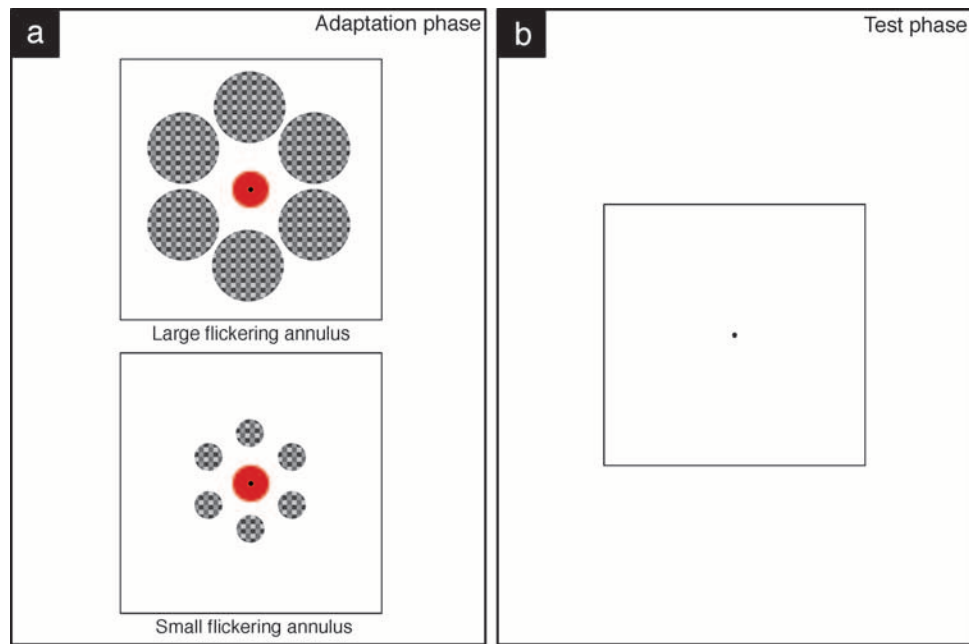 a
Adaptation phase
Large flickering annulus
Small flickering annulus
b
Test phase